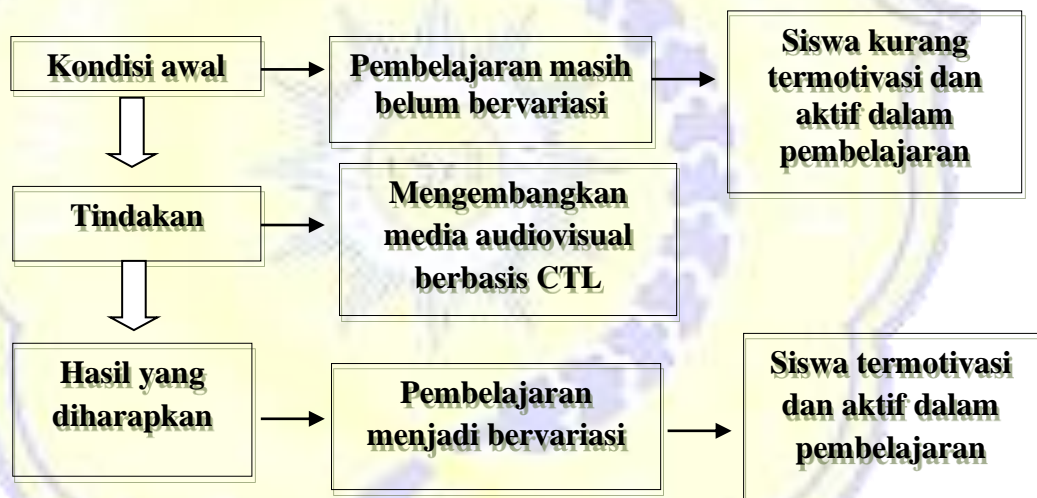 Kondisi awal
Pembelajaran masih
belum bervariasi
Siswa kurang
termotivasi dan
aktif dalam
pembelajaran
Tindakan
Mengembangkan
media audiovisual
berbasis CTL
Hasil yang
diharapkan
Pembelajaran
menjadi bervariasi
Siswa termotivasi
dan aktif dalam
pembelajaran